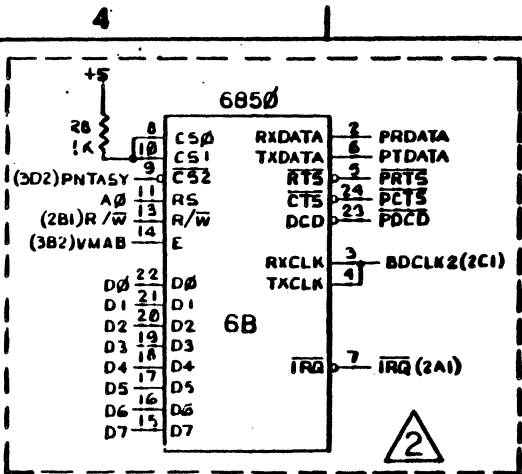 4
+5
6850
2B
1K
8 CS0 RXDATA 2 PRDATA
10 CS1 TXDATA 6 PTDATA
(3D2)PNTASY 9 CS2 RTS 5 PRTS
A0 11 RS CTS 24 PCTS
(2B1)R/W 13 R/W DCD 23 PDCD
(3B2)VMAB 14 E
RXCLK 3 BDCLK2(2C1)
TXCLK 4
D0 22 D0
D1 21 D1
D2 20 D2 6B
D3 19 D3
D4 18 D4 IRQ 7 IRQ(2A1)
D5 17 D5
D6 16 D6
D7 15 D7
2